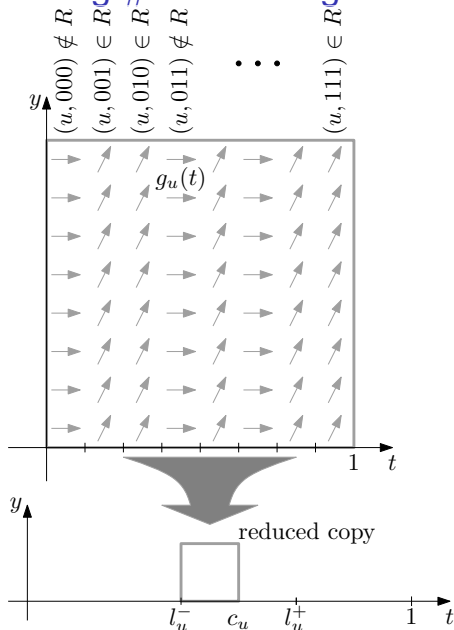 (u, 000) ∉ R
(u, 001) ∈ R
(u, 010) ∈ R
(u, 011) ∉ R
· · ·
(u, 111) ∈ R
y
g_u(t)
1
t
y
reduced copy
l_u^-
c_u
l_u^+
1
t